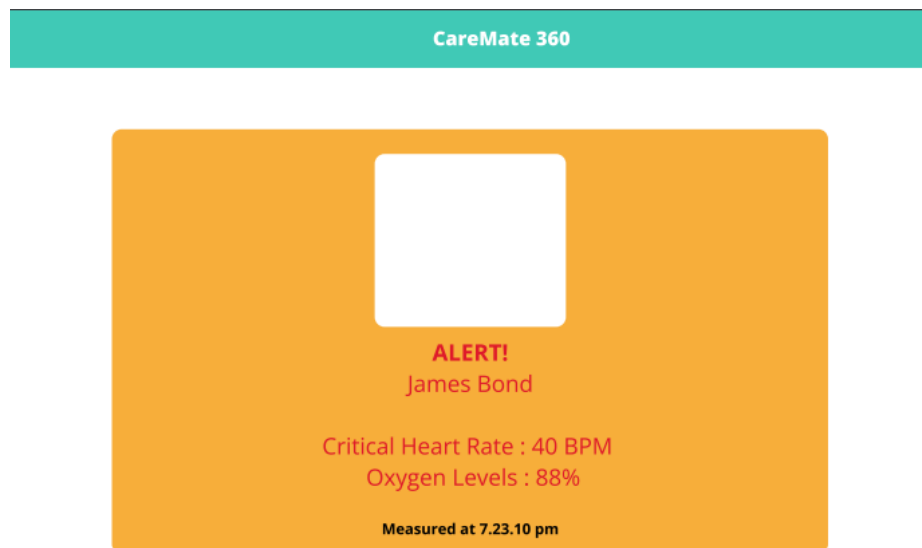 CareMate 360
ALERT!
James Bond
Critical Heart Rate : 40 BPM
Oxygen Levels : 88%
Measured at 7.23.10 pm